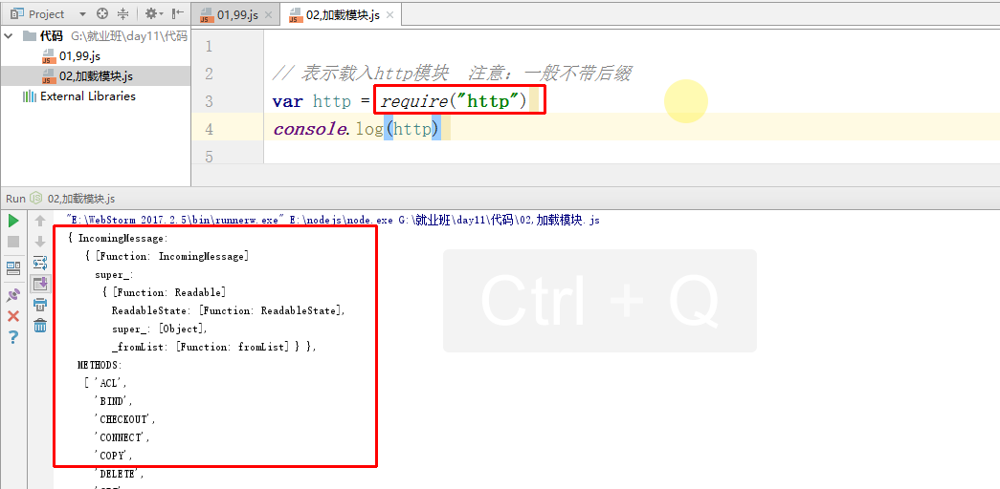 Project
01,99.js
02,加载模块.js
代码 G:\就业班\day11\代码
01,99.js
02,加载模块.js
External Libraries
1
2 // 表示载入http模块 注意：一般不带后缀
3 var http = require("http")
4 console.log(http)
5
Run 02,加载模块.js
"E:\WebStorm 2017.2.5\bin\runnerw.exe" E:\nodejs\node.exe G:\就业班\day11\代码\02,加载模块.js
{ IncomingMessage:
{ [Function: IncomingMessage]
super_:
{ [Function: Readable]
ReadableState: [Function: ReadableState],
super_: [Object],
_fromList: [Function: fromList] } },
METHODS:
[ 'ACL',
'BIND',
'CHECKOUT',
'CONNECT',
'COPY',
'DELETE',
Ctrl + Q